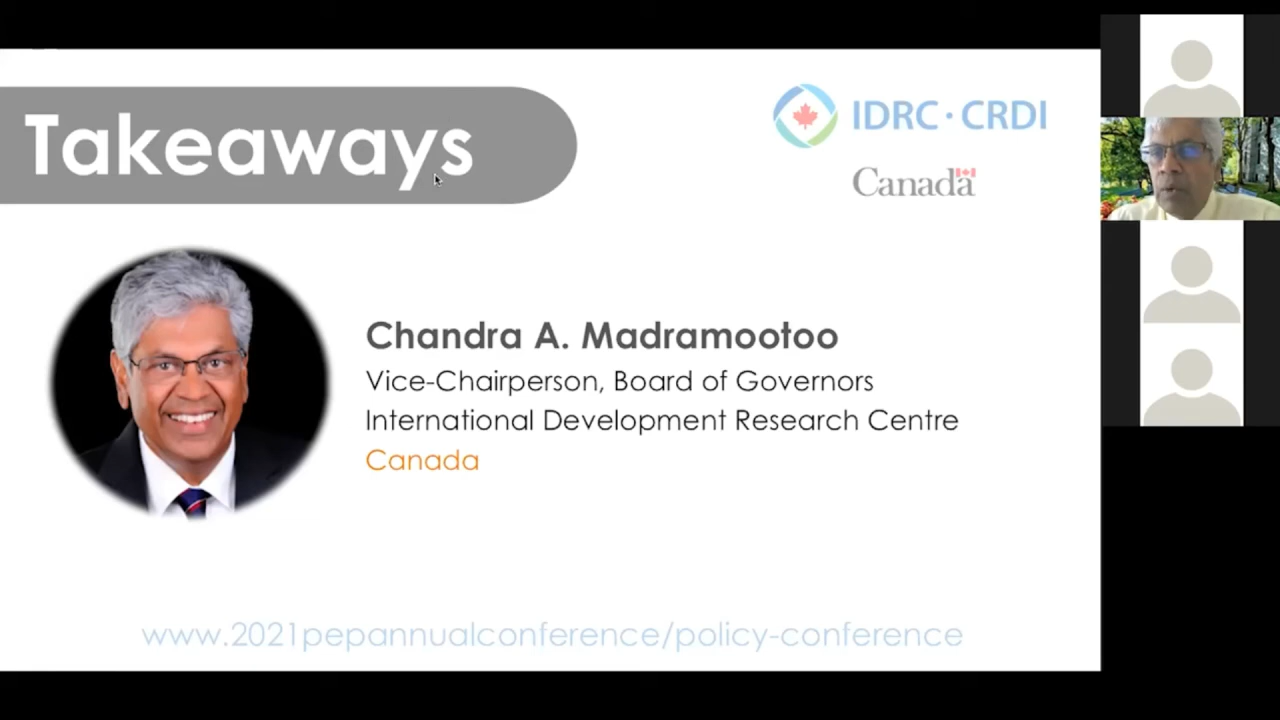 Takeaways
IDRC · CRDI
Canada
Chandra A. Madramootoo
Vice-Chairperson, Board of Governors
International Development Research Centre
Canada
www.2021pepannualconference/policy-conference